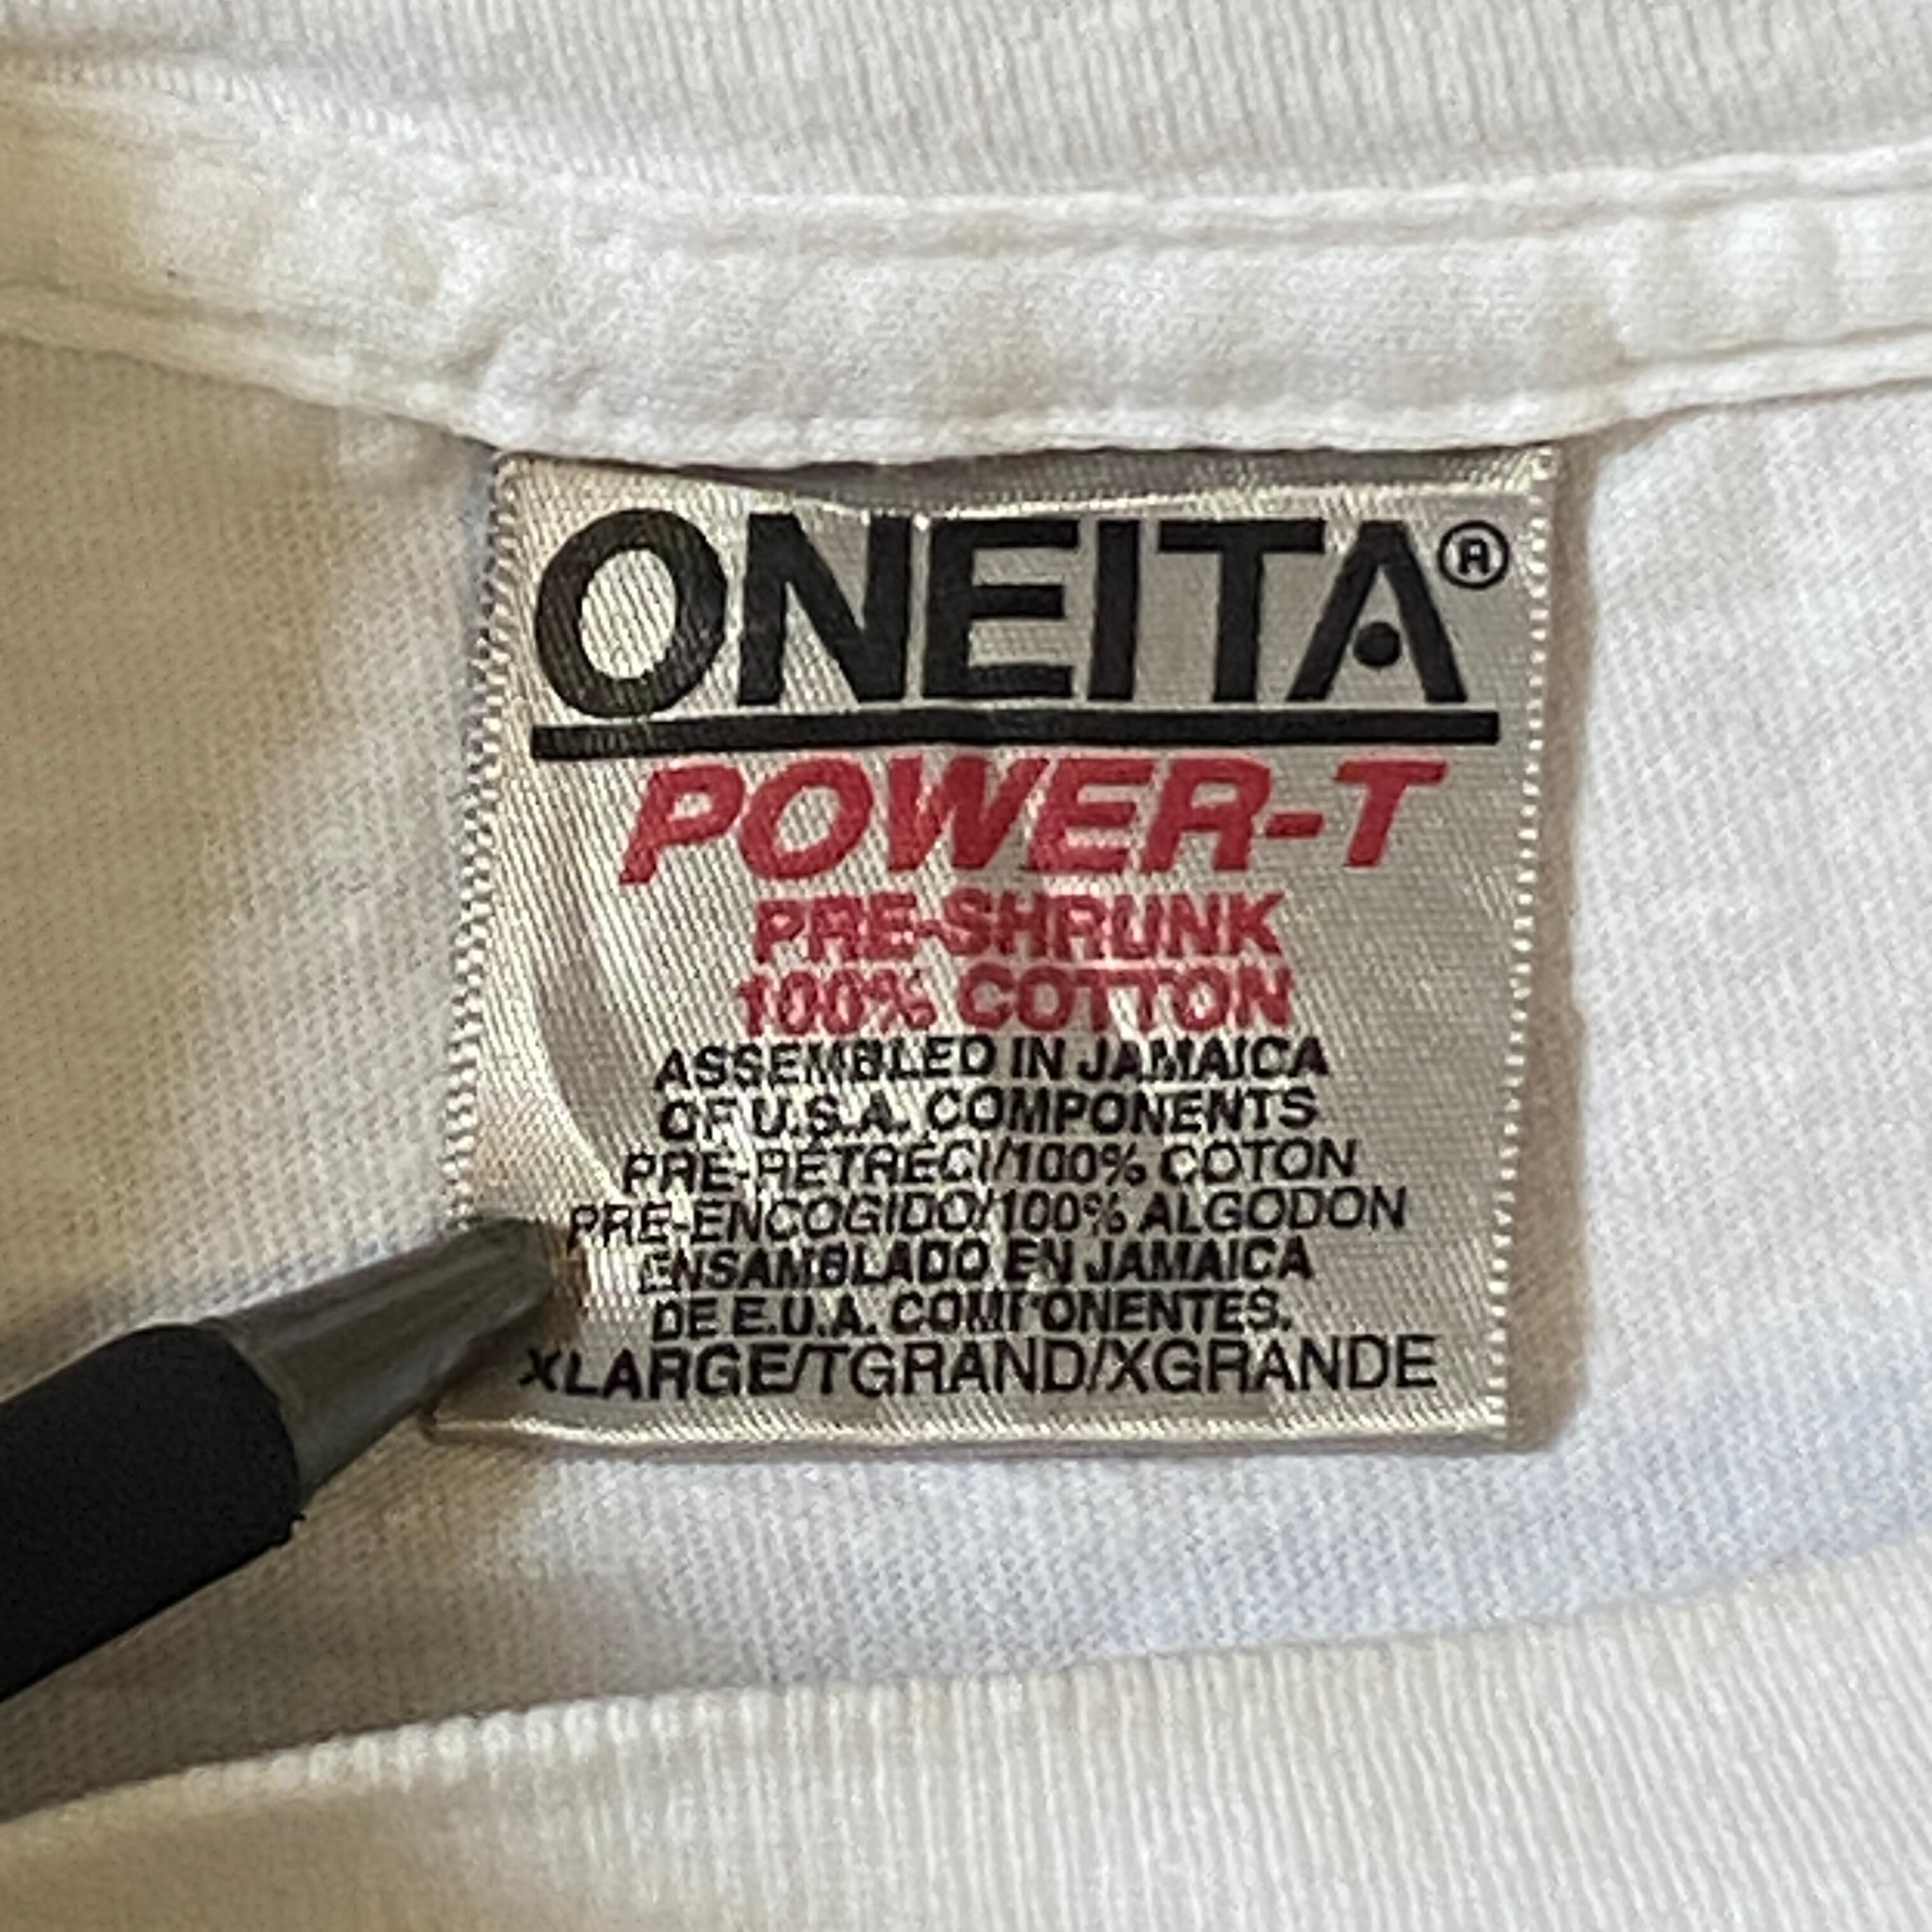 ONEITA®
POWER-T
PRE-SHRUNK
100% COTTON
ASSEMBLED IN JAMAICA
OF U.S.A. COMPONENTS
PRE-RÉTRÉCI/100% COTON
PRE-ENCOGIDO/100% ALGODON
ENSAMBLADO EN JAMAICA
DE E.U.A. COMPONENTES.
XLARGE/TGRAND/XGRANDE